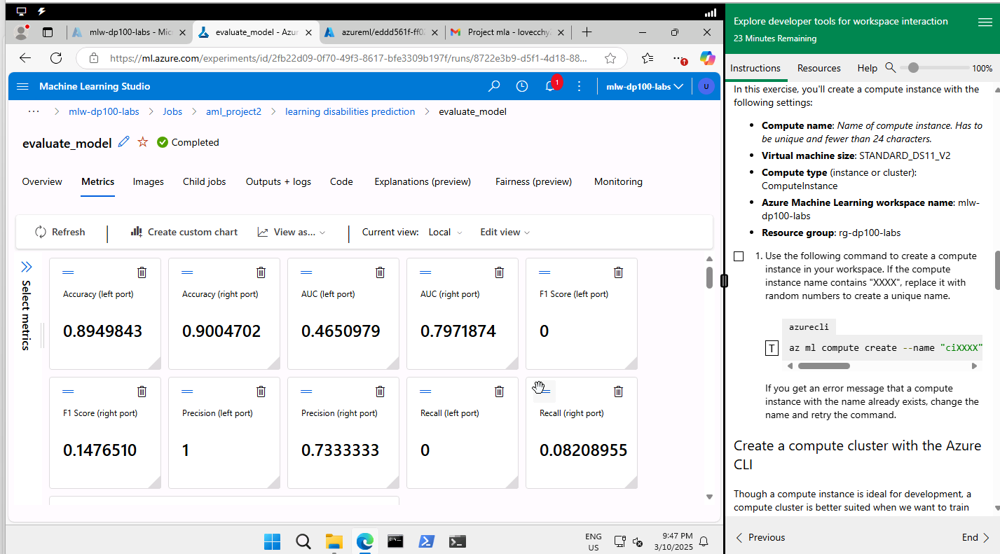 mlw-dp100-labs - Mic
evaluate_model - Azur
azureml/eddd561f-ff02
Project mla - lovecchy
https://ml.azure.com/experiments/id/2fb22d09-0f70-49f3-8617-bfe3309b197f/runs/8722e3b9-d5f1-4d18-88...
Machine Learning Studio
1
mlw-dp100-labs
U
... > mlw-dp100-labs > Jobs > aml_project2 > learning disabilities prediction > evaluate_model
evaluate_model
Completed
Overview
Metrics
Images
Child jobs
Outputs + logs
Code
Explanations (preview)
Fairness (preview)
Monitoring
Refresh
Create custom chart
View as...
Current view: Local
Edit view
Select metrics
Accuracy (left port)
0.8949843
Accuracy (right port)
0.9004702
AUC (left port)
0.4650979
AUC (right port)
0.7971874
F1 Score (left port)
0
F1 Score (right port)
0.1476510
Precision (left port)
1
Precision (right port)
0.7333333
Recall (left port)
0
Recall (right port)
0.08208955
ENG
US
9:47 PM
3/10/2025
Explore developer tools for workspace interaction
23 Minutes Remaining
Instructions
Resources
Help
100%
In this exercise, you'll create a compute instance with the
following settings:
• Compute name: Name of compute instance. Has to
be unique and fewer than 24 characters.
• Virtual machine size: STANDARD_DS11_V2
• Compute type (instance or cluster):
ComputeInstance
• Azure Machine Learning workspace name: mlw-
dp100-labs
• Resource group: rg-dp100-labs
1. Use the following command to create a compute
instance in your workspace. If the compute
instance name contains "XXXX", replace it with
random numbers to create a unique name.
azurecli
T
az ml compute create --name "ciXXXX"
If you get an error message that a compute
instance with the name already exists, change the
name and retry the command.
Create a compute cluster with the Azure
CLI
Though a compute instance is ideal for development, a
compute cluster is better suited when we want to train
Previous
End